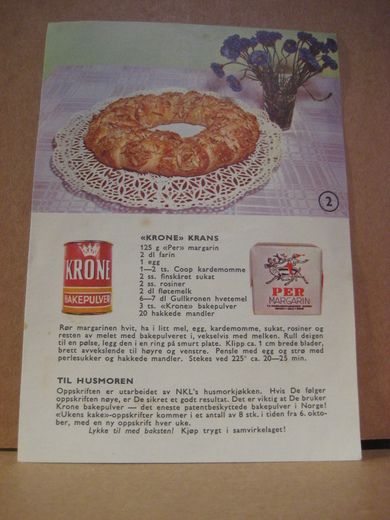 2
«KRONE» KRANS
125 g «Per» margarin
2 dl farin
1 egg
1—2 ts. Coop kardemomme
2 ss. finskåret sukat
2 ss. rosiner
2 dl fløtemelk
6—7 dl Gullkronen hvetemel
3 ts. «Krone» bakepulver
20 hakkede mandler
KRONE
BAKEPULVER
PER
MARGARIN
Rør margarinen hvit, ha i litt mel, egg, kardemomme, sukat, rosiner og
resten av melet med bakepulveret i, vekselvis med melken. Rull deigen
til en pølse, legg den i en ring på smurt plate. Klipp ca. 1 cm brede blader,
brett avvekslende til høyre og venstre. Pensle med egg og strø med
perlesukker og hakkede mandler. Stekes ved 225° ca. 20—25 min.
TIL HUSMOREN
Oppskriften er utarbeidet av NKL's husmorkjøkken. Hvis De følger
oppskriften nøye, er De sikret et godt resultat. Det er viktig at De bruker
Krone bakepulver — det eneste patentbeskyttede bakepulver i Norge!
«Ukens kake»-oppskrifter kommer i et antall av 8 stk. i tiden fra 6. okto-
ber, med en ny oppskrift hver uke.
Lykke til med baksten! Kjøp trygt i samvirkelaget!